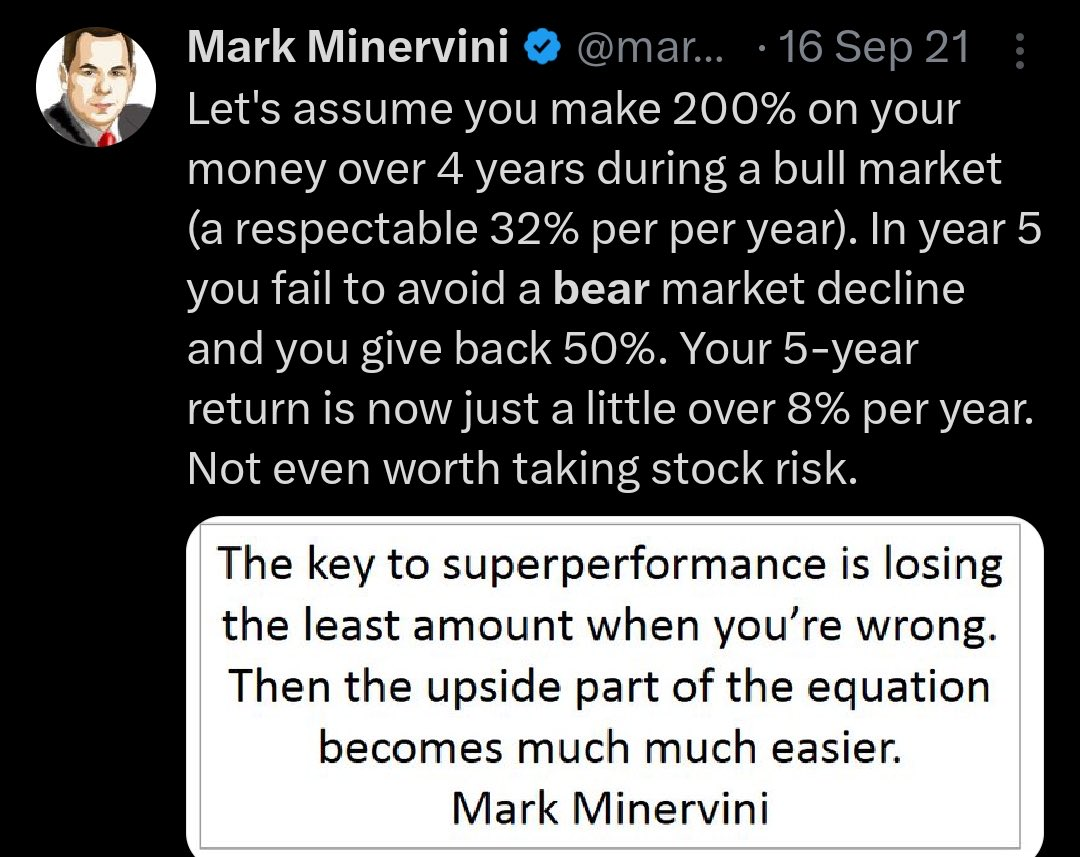 Mark Minervini @mar... · 16 Sep 21
Let's assume you make 200% on your
money over 4 years during a bull market
(a respectable 32% per per year). In year 5
you fail to avoid a bear market decline
and you give back 50%. Your 5-year
return is now just a little over 8% per year.
Not even worth taking stock risk.
The key to superperformance is losing
the least amount when you’re wrong.
Then the upside part of the equation
becomes much much easier.
Mark Minervini